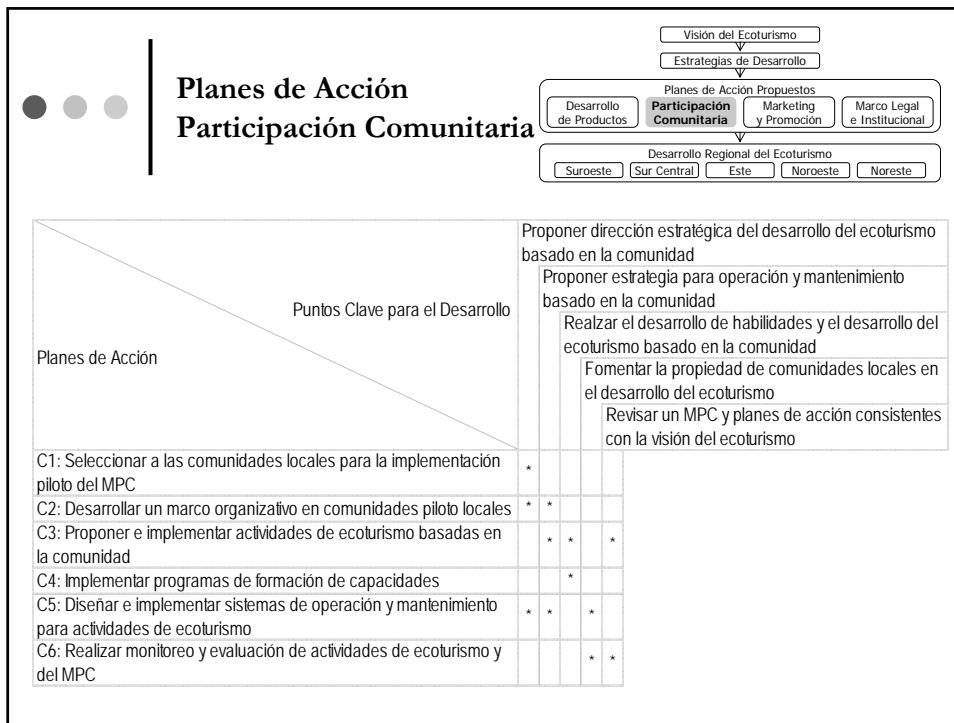 Planes de Acción
Participación Comunitaria
Visión del Ecoturismo
Estrategias de Desarrollo
Planes de Acción Propuestos
Desarrollo
de Productos
Participación
Comunitaria
Marketing
y Promoción
Marco Legal
e Institucional
Desarrollo Regional del Ecoturismo
Suroeste
Sur Central
Este
Noroeste
Noreste
Proponer dirección estratégica del desarrollo del ecoturismo
basado en la comunidad
Proponer estrategia para operación y mantenimiento
basado en la comunidad
Realzar el desarrollo de habilidades y el desarrollo del
ecoturismo basado en la comunidad
Fomentar la propiedad de comunidades locales en
el desarrollo del ecoturismo
Revisar un MPC y planes de acción consistentes
con la visión del ecoturismo
Puntos Clave para el Desarrollo
Planes de Acción
C1: Seleccionar a las comunidades locales para la implementación
piloto del MPC
*
C2: Desarrollar un marco organizativo en comunidades piloto locales * *
C3: Proponer e implementar actividades de ecoturismo basadas en
la comunidad
* * *
C4: Implementar programas de formación de capacidades *
C5: Diseñar e implementar sistemas de operación y mantenimiento
para actividades de ecoturismo
* * *
C6: Realizar monitoreo y evaluación de actividades de ecoturismo y
del MPC
* *